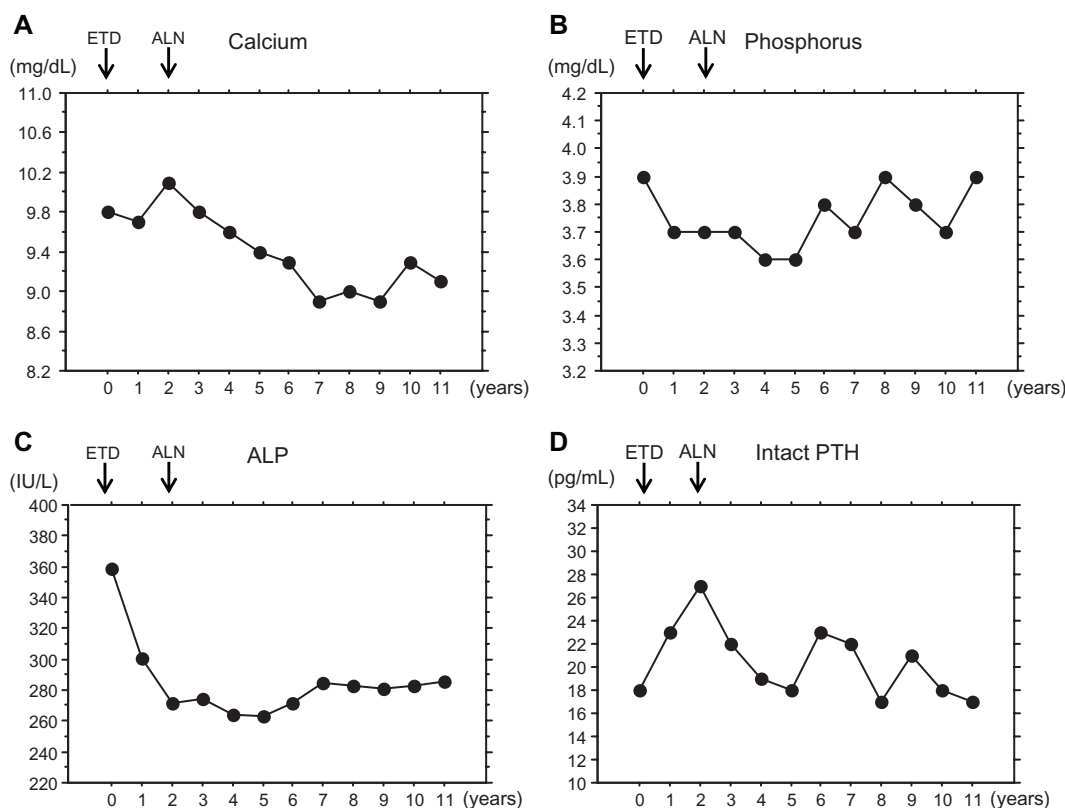 A
ETD
ALN
Calcium
(mg/dL)
11.0
10.6
10.2
9.8
9.4
9.0
8.6
8.2
0 1 2 3 4 5 6 7 8 9 10 11 (years)
B
ETD
ALN
Phosphorus
(mg/dL)
4.2
4.1
4.0
3.9
3.8
3.7
3.6
3.5
3.4
3.3
3.2
0 1 2 3 4 5 6 7 8 9 10 11 (years)
C
ETD
ALN
ALP
(IU/L)
400
380
360
340
320
300
280
260
240
220
0 1 2 3 4 5 6 7 8 9 10 11 (years)
D
ETD
ALN
Intact PTH
(pg/mL)
34
32
30
28
26
24
22
20
18
16
14
12
10
0 1 2 3 4 5 6 7 8 9 10 11 (years)